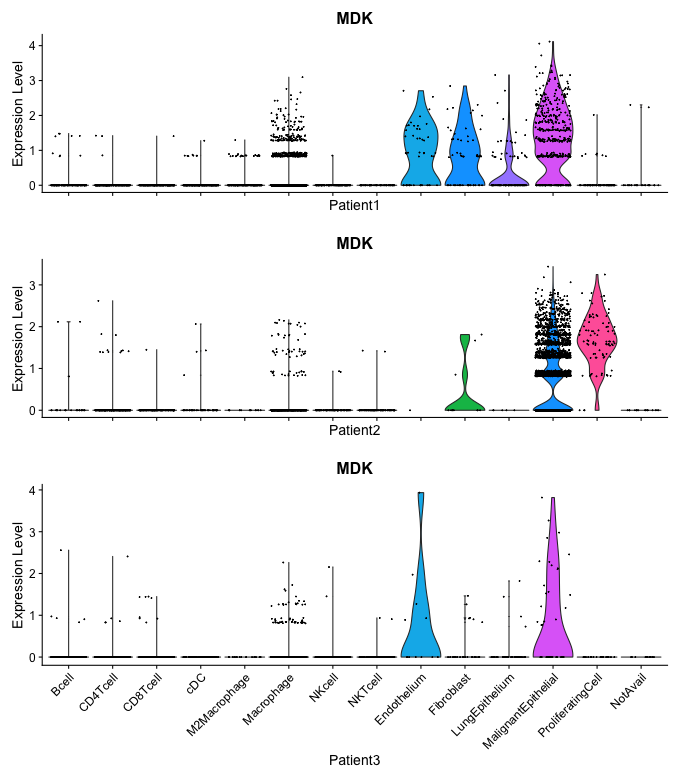 MDK
Expression Level
4
3
2
1
0
Patient1
MDK
Expression Level
3
2
1
0
Patient2
MDK
Expression Level
4
3
2
1
0
Bcell
CD4Tcell
CD8Tcell
cDC
M2Macrophage
Macrophage
NKcell
NKTcell
Endothelium
Fibroblast
LungEpithelium
MalignantEpithelial
ProliferatingCell
NotAvail
Patient3